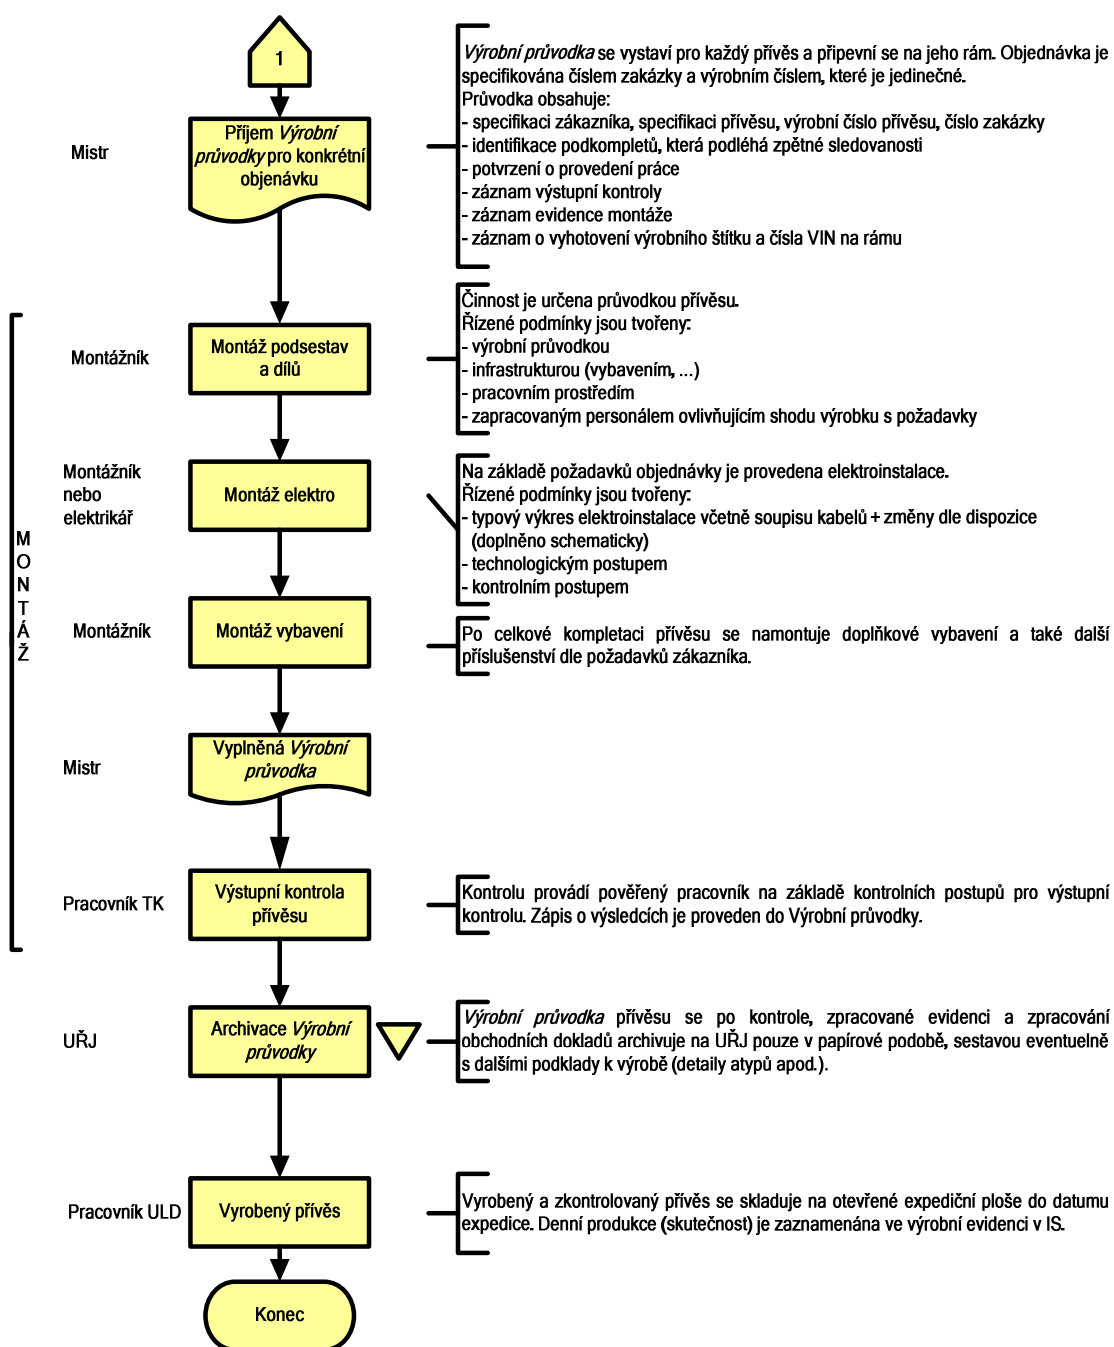 1
Výrobní průvodka se vystaví pro každý přívěs a připevní se na jeho rám. Objednávka je
specifikována číslem zakázky a výrobním číslem, které je jedinečné.
Průvodka obsahuje:
- specifikaci zákazníka, specifikaci přívěsu, výrobní číslo přívěsu, číslo zakázky
- identifikace podkompletů, která podléhá zpětné sledovanosti
- potvrzení o provedení práce
- záznam výstupní kontroly
- záznam evidence montáže
- záznam o vyhotovení výrobního štítku a čísla VIN na rámu
Mistr
Příjem Výrobní
průvodky pro konkrétní
objenávku
MONTÁŽ
Montážník
Montáž podsestav
a dílů
Činnost je určena průvodkou přívěsu.
Řízené podmínky jsou tvořeny:
- výrobní průvodkou
- infrastrukturou (vybavením, ...)
- pracovním prostředím
- zapracovaným personálem ovlivňujícím shodu výrobku s požadavky
Montážník
nebo
elektrikář
Montáž elektro
Na základě požadavků objednávky je provedena elektroinstalace.
Řízené podmínky jsou tvořeny:
- typový výkres elektroinstalace včetně soupisu kabelů + změny dle dispozice
(doplněno schematicky)
- technologickým postupem
- kontrolním postupem
Montážník
Montáž vybavení
Po celkové kompletaci přívěsu se namontuje doplňkové vybavení a také další
příslušenství dle požadavků zákazníka.
Mistr
Vyplněná Výrobní
průvodka
Pracovník TK
Výstupní kontrola
přívěsu
Kontrolu provádí pověřený pracovník na základě kontrolních postupů pro výstupní
kontrolu. Zápis o výsledcích je proveden do Výrobní průvodky.
UŘJ
Archivace Výrobní
průvodky
Výrobní průvodka přívěsu se po kontrole, zpracované evidenci a zpracování
obchodních dokladů archivuje na UŘJ pouze v papírové podobě, sestavou eventuelně
s dalšími podklady k výrobě (detaily atypů apod.).
Pracovník ULD
Vyrobený přívěs
Vyrobený a zkontrolovaný přívěs se skladuje na otevřené expediční ploše do datumu
expedice. Denní produkce (skutečnost) je zaznamenána ve výrobní evidenci v IS.
Konec